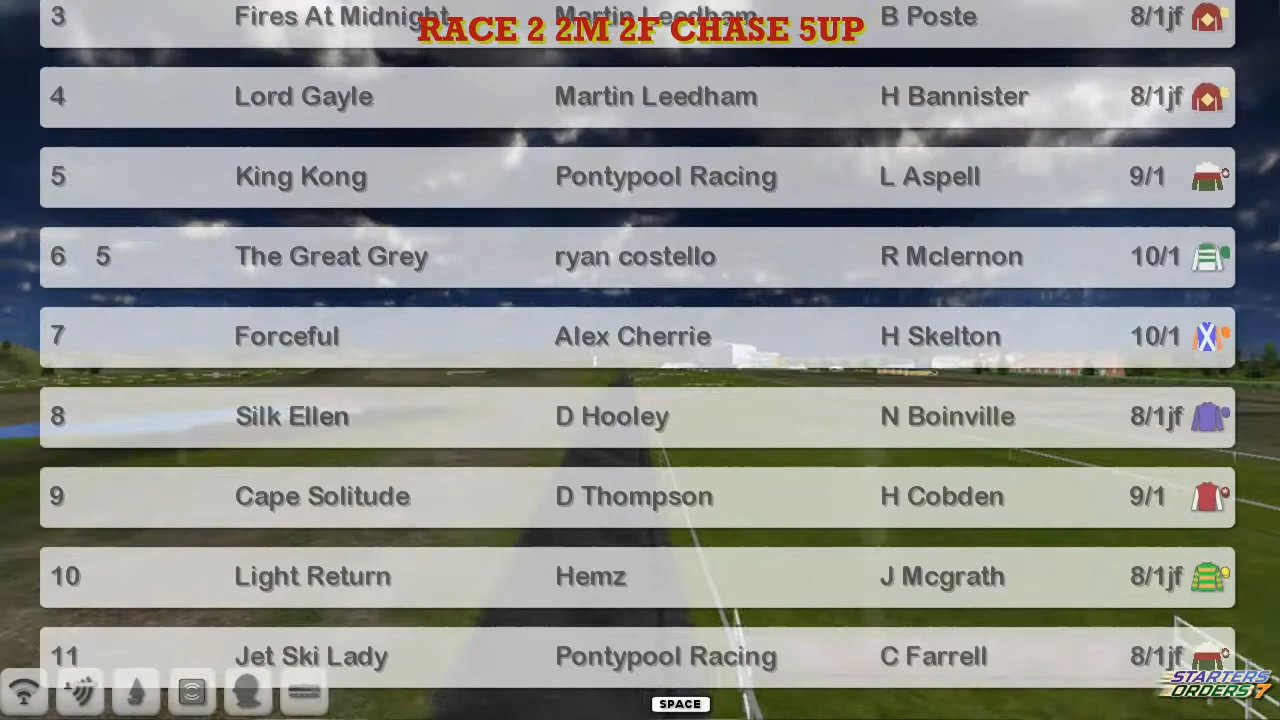 RACE 2 2M 2F CHASE 5UP
3 Fires At Midnight Martin Leedham B Poste 8/1jf
4 Lord Gayle Martin Leedham H Bannister 8/1jf
5 King Kong Pontypool Racing L Aspell 9/1
6 5 The Great Grey ryan costello R Mclernon 10/1
7 Forceful Alex Cherrie H Skelton 10/1
8 Silk Ellen D Hooley N Boinville 8/1jf
9 Cape Solitude D Thompson H Cobden 9/1
10 Light Return Hemz J Mcgrath 8/1jf
11 Jet Ski Lady Pontypool Racing C Farrell 8/1jf
STARTERS
ORDERS 7
SPACE